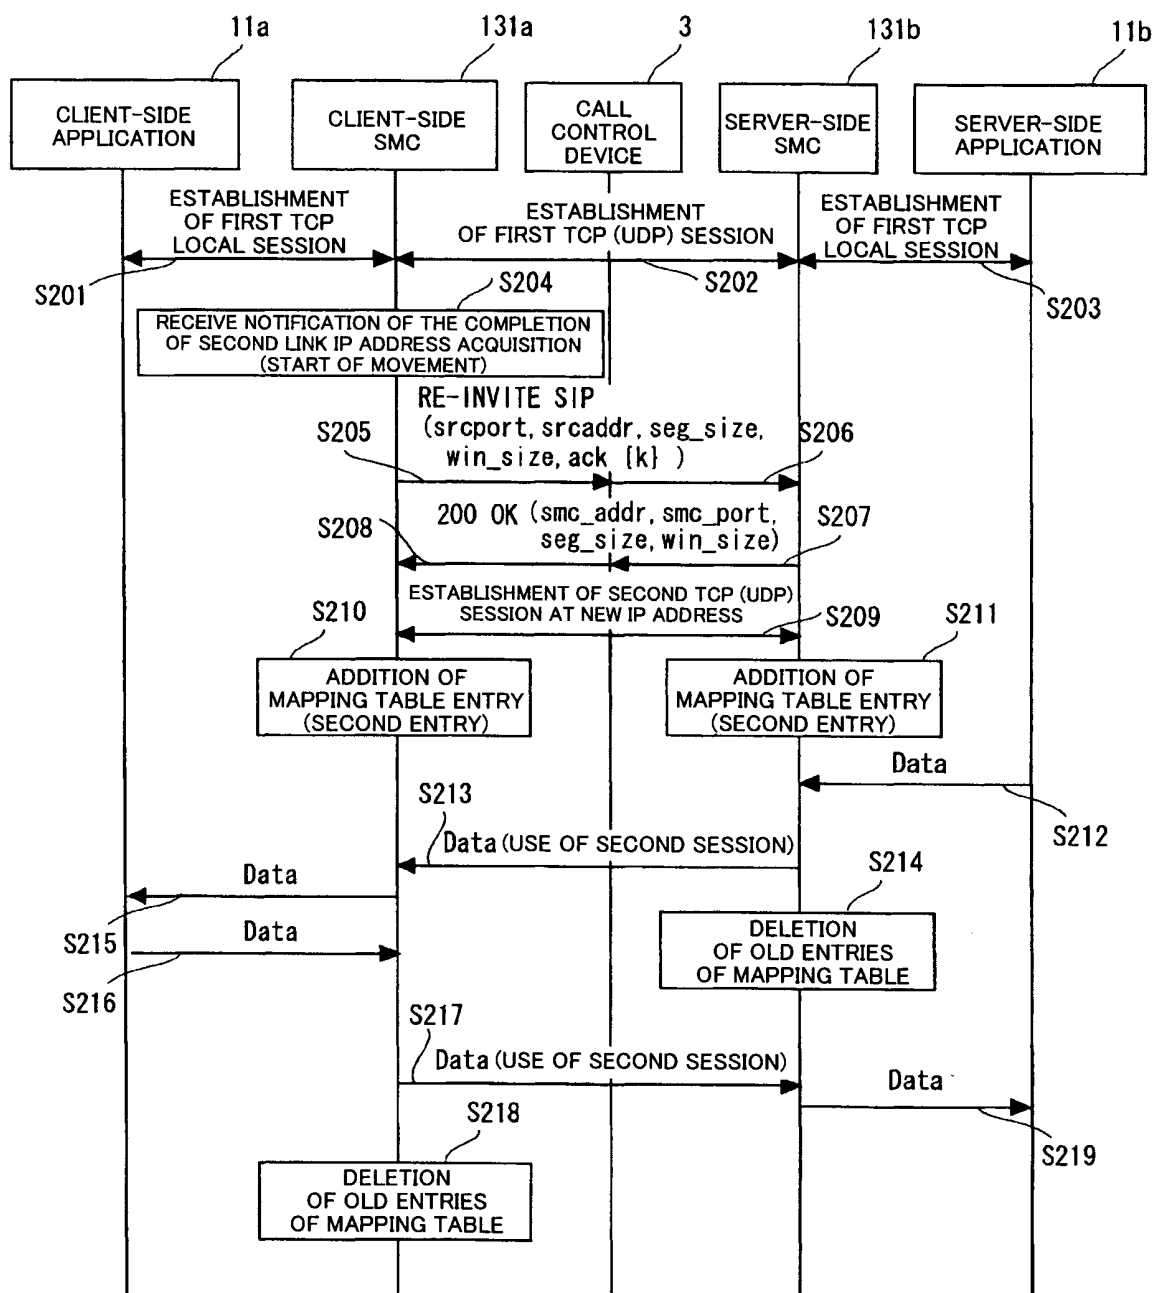 11a
131a
3
131b
11b
CLIENT-SIDE
APPLICATION
CLIENT-SIDE
SMC
CALL
CONTROL
DEVICE
SERVER-SIDE
SMC
SERVER-SIDE
APPLICATION
ESTABLISHMENT
OF FIRST TCP
LOCAL SESSION
ESTABLISHMENT
OF FIRST TCP (UDP) SESSION
ESTABLISHMENT
OF FIRST TCP
LOCAL SESSION
S201
S204
S202
S203
RECEIVE NOTIFICATION OF THE COMPLETION
OF SECOND LINK IP ADDRESS ACQUISITION
(START OF MOVEMENT)
RE-INVITE SIP
(srcport, srcaddr, seg_size,
win_size, ack {k} )
S205
S206
200 OK (smc_addr, smc_port,
seg_size, win_size)
S208
S207
ESTABLISHMENT OF SECOND TCP (UDP)
SESSION AT NEW IP ADDRESS
S210
S209
S211
ADDITION OF
MAPPING TABLE ENTRY
(SECOND ENTRY)
ADDITION OF
MAPPING TABLE ENTRY
(SECOND ENTRY)
Data
S212
S213
Data (USE OF SECOND SESSION)
S214
Data
S215
DELETION
OF OLD ENTRIES
OF MAPPING TABLE
Data
S216
S217
Data (USE OF SECOND SESSION)
Data
S219
S218
DELETION
OF OLD ENTRIES
OF MAPPING TABLE